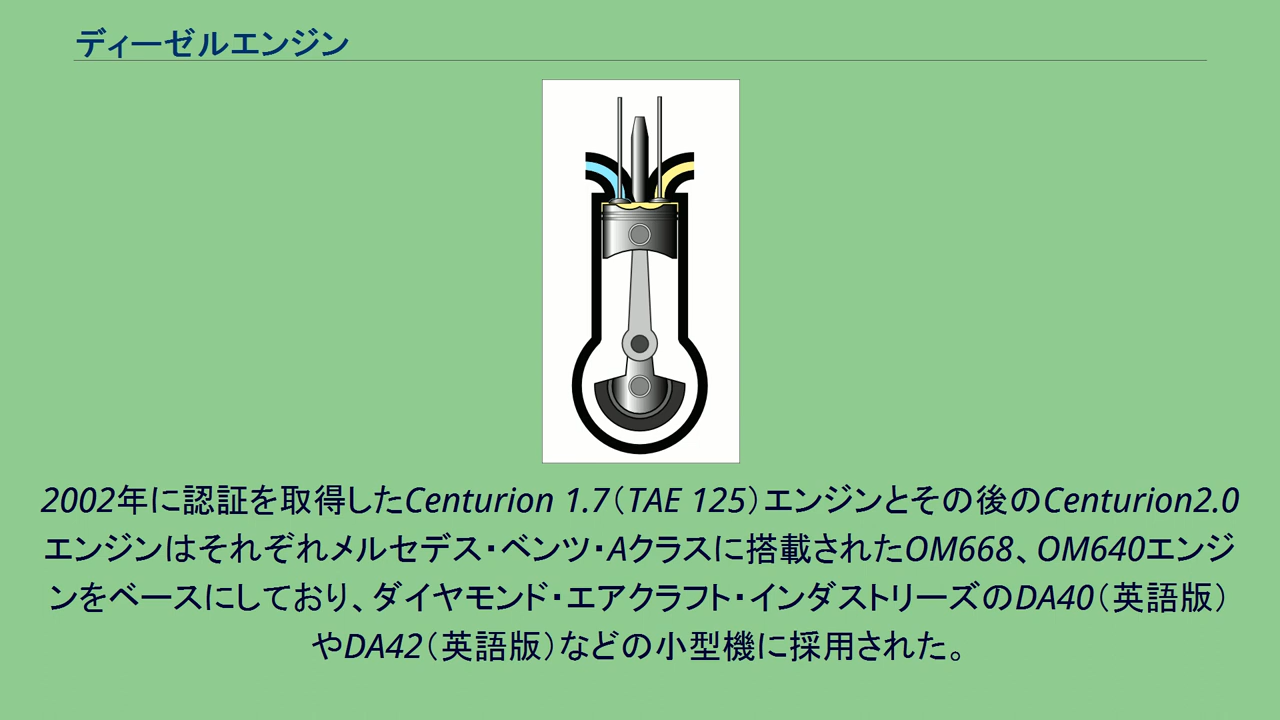 ディーゼルエンジン
2002年に認証を取得したCenturion 1.7（TAE 125）エンジンとその後のCenturion2.0
エンジンはそれぞれメルセデス・ベンツ・Aクラスに搭載されたOM668、OM640エンジ
ンをベースにしており、ダイヤモンド・エアクラフト・インダストリーズのDA40（英語版）
やDA42（英語版）などの小型機に採用された。